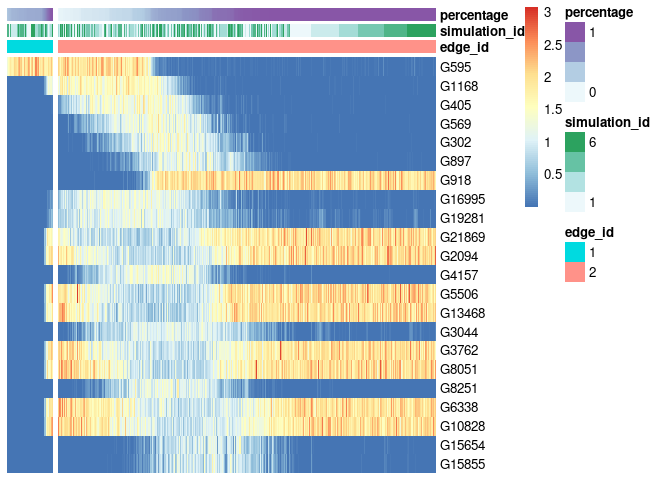 percentage
simulation_id
edge_id
G595
G1168
G405
G569
G302
G897
G918
G16995
G19281
G21869
G2094
G4157
G5506
G13468
G3044
G3762
G8051
G8251
G6338
G10828
G15654
G15855
3
2.5
2
1.5
1
0.5
percentage
1
0
simulation_id
6
1
edge_id
1
2